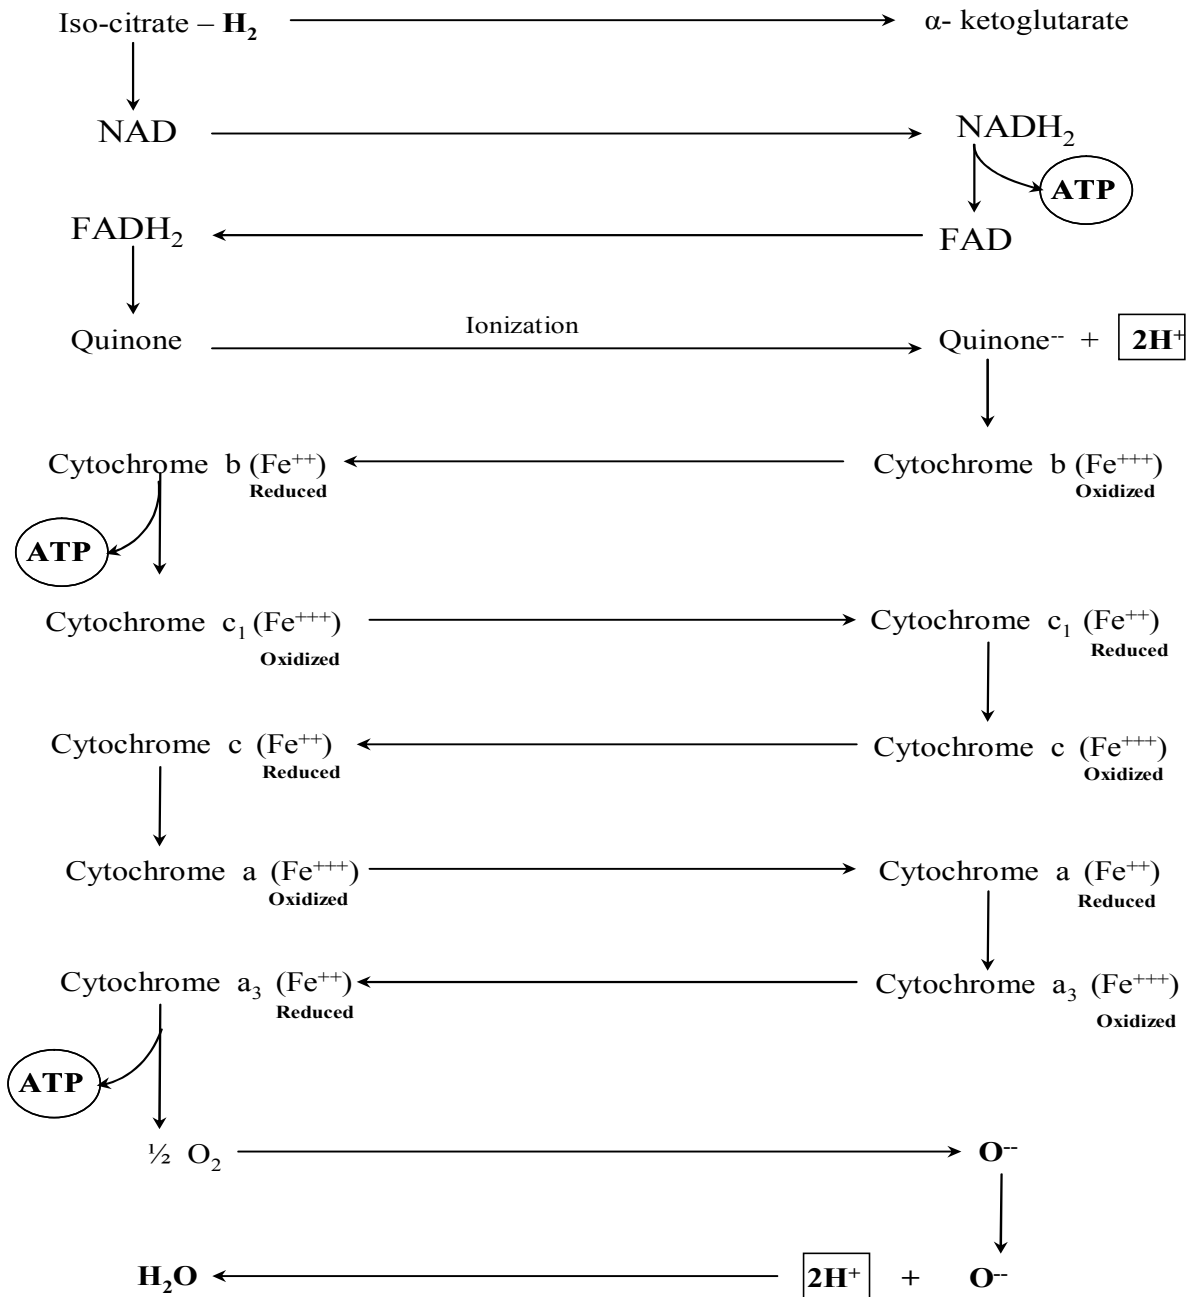 Iso-citrate – H₂ α- ketoglutarate
NAD NADH₂
ATP
FADH₂ FAD
Ionization
Quinone Quinone⁻⁻ + 2H⁺
Cytochrome b (Fe⁺⁺) Cytochrome b (Fe⁺⁺⁺)
Reduced Oxidized
ATP
Cytochrome c₁ (Fe⁺⁺⁺) Cytochrome c₁ (Fe⁺⁺)
Oxidized Reduced
Cytochrome c (Fe⁺⁺) Cytochrome c (Fe⁺⁺⁺)
Reduced Oxidized
Cytochrome a (Fe⁺⁺⁺) Cytochrome a (Fe⁺⁺)
Oxidized Reduced
Cytochrome a₃ (Fe⁺⁺) Cytochrome a₃ (Fe⁺⁺⁺)
Reduced Oxidized
ATP
½ O₂ O⁻⁻
H₂O 2H⁺ + O⁻⁻